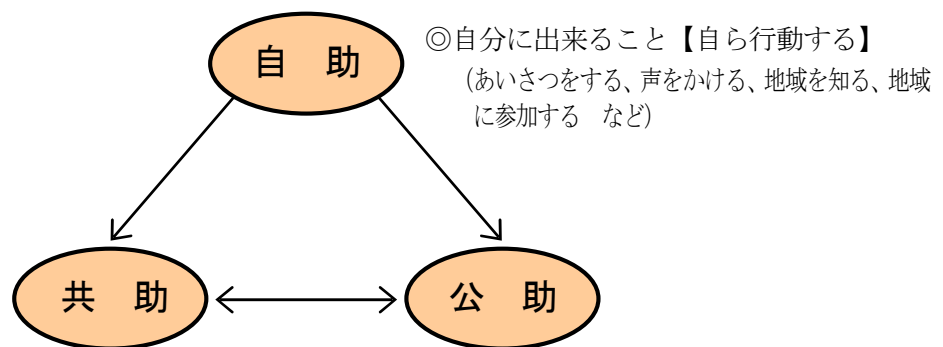 自　助
◎自分に出来ること【自ら行動する】
（あいさつをする、声をかける、地域を知る、地域
に参加する　など）
共　助
公　助